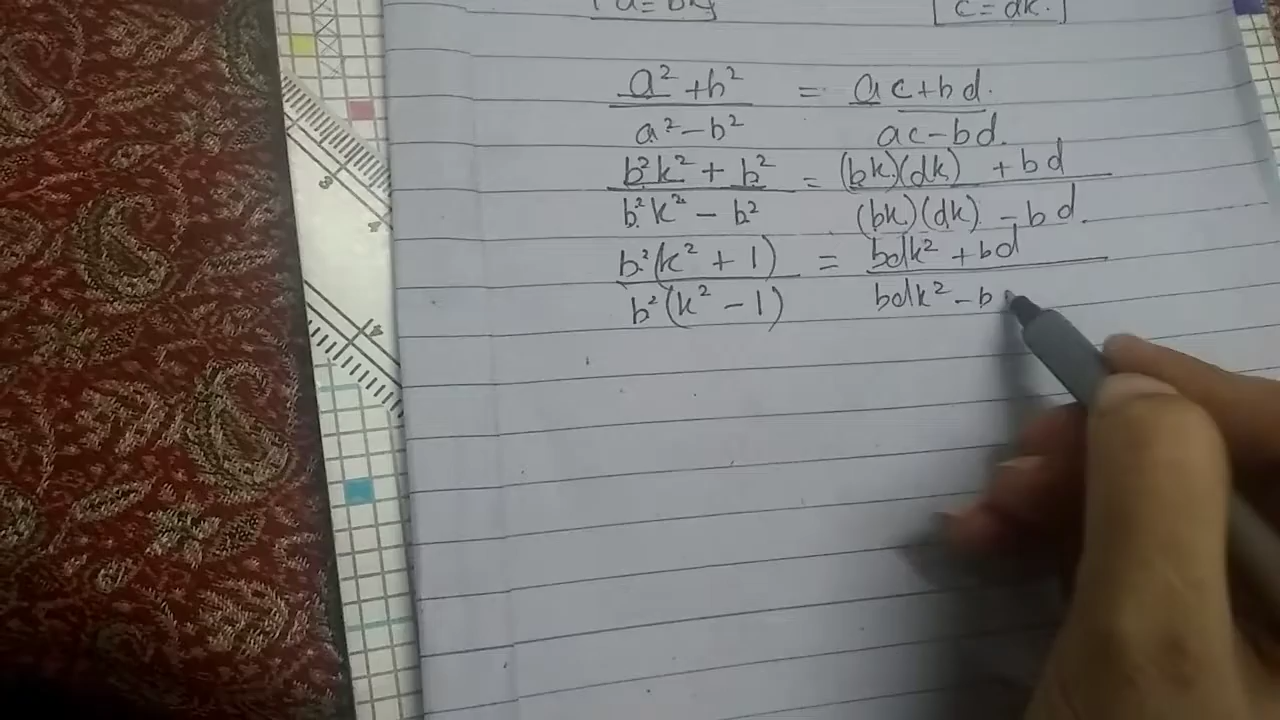 a = bk, [c = dk.]
a² + b² / a² − b² = ac + bd. / ac − bd.
b²k² + b² / b²k² − b² = (bk)(dk) + bd / (bk)(dk) − bd.
b²(k² + 1) / b²(k² − 1) = bdk² + bd / bdk² − b